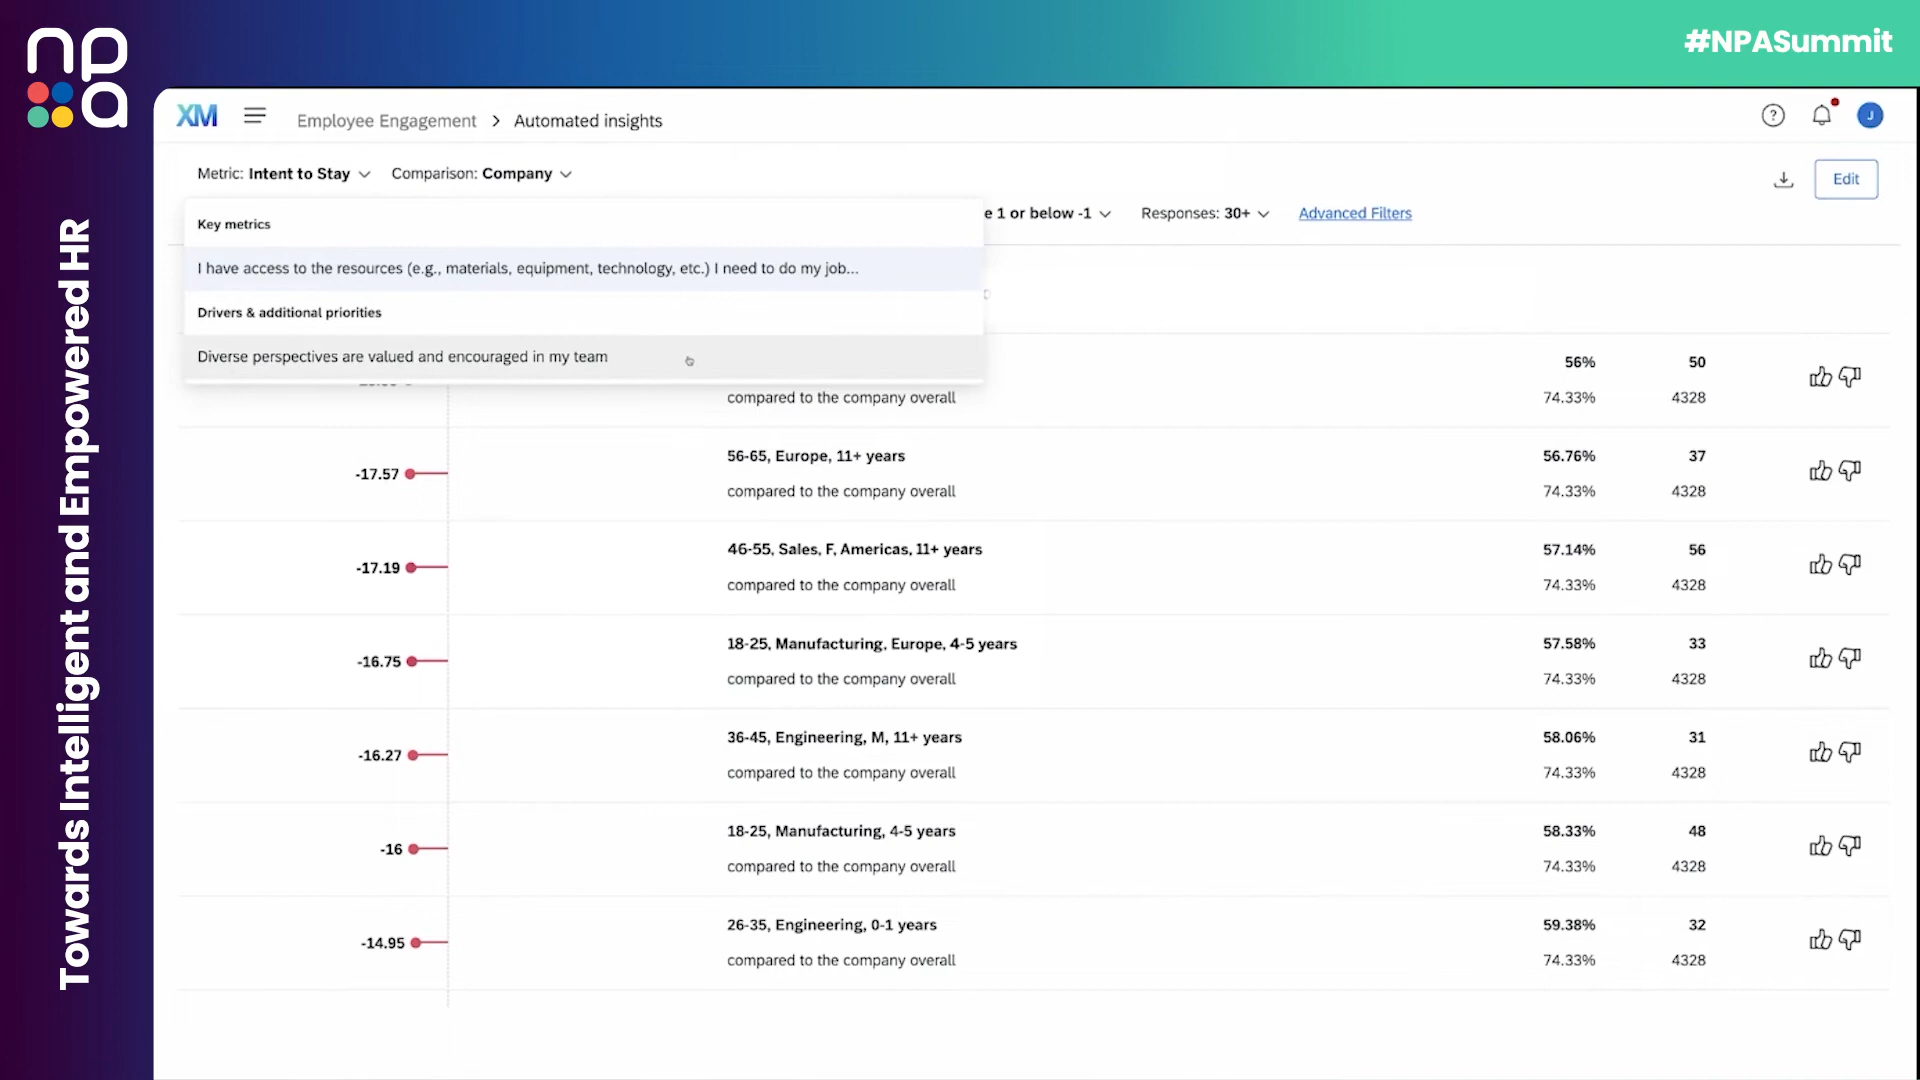 npa
#NPASummit
Towards Intelligent and Empowered HR
XM
Employee Engagement > Automated insights
?
J
Metric: Intent to Stay
Comparison: Company
Edit
Key metrics
e 1 or below -1
Responses: 30+
Advanced Filters
I have access to the resources (e.g., materials, equipment, technology, etc.) I need to do my job...
Drivers & additional priorities
Diverse perspectives are valued and encouraged in my team
56% 50
compared to the company overall 74.33% 4328
-17.57
56-65, Europe, 11+ years 56.76% 37
compared to the company overall 74.33% 4328
-17.19
46-55, Sales, F, Americas, 11+ years 57.14% 56
compared to the company overall 74.33% 4328
-16.75
18-25, Manufacturing, Europe, 4-5 years 57.58% 33
compared to the company overall 74.33% 4328
-16.27
36-45, Engineering, M, 11+ years 58.06% 31
compared to the company overall 74.33% 4328
-16
18-25, Manufacturing, 4-5 years 58.33% 48
compared to the company overall 74.33% 4328
-14.95
26-35, Engineering, 0-1 years 59.38% 32
compared to the company overall 74.33% 4328